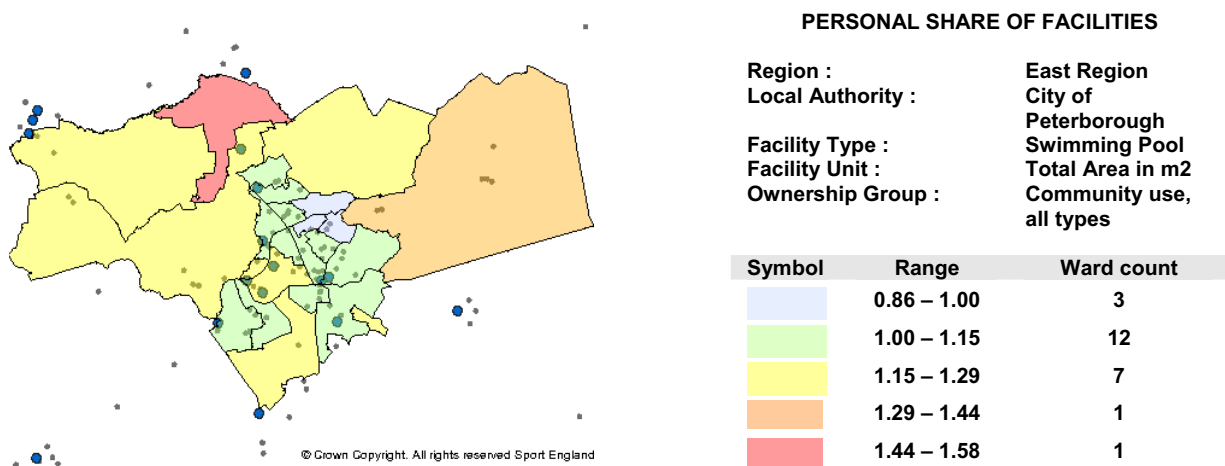 PERSONAL SHARE OF FACILITIES
Region : East Region
Local Authority : City of
Peterborough
Facility Type : Swimming Pool
Facility Unit : Total Area in m2
Ownership Group : Community use,
all types
Symbol Range Ward count
0.86 – 1.00 3
1.00 – 1.15 12
1.15 – 1.29 7
1.29 – 1.44 1
1.44 – 1.58 1
© Crown Copyright. All rights reserved Sport England